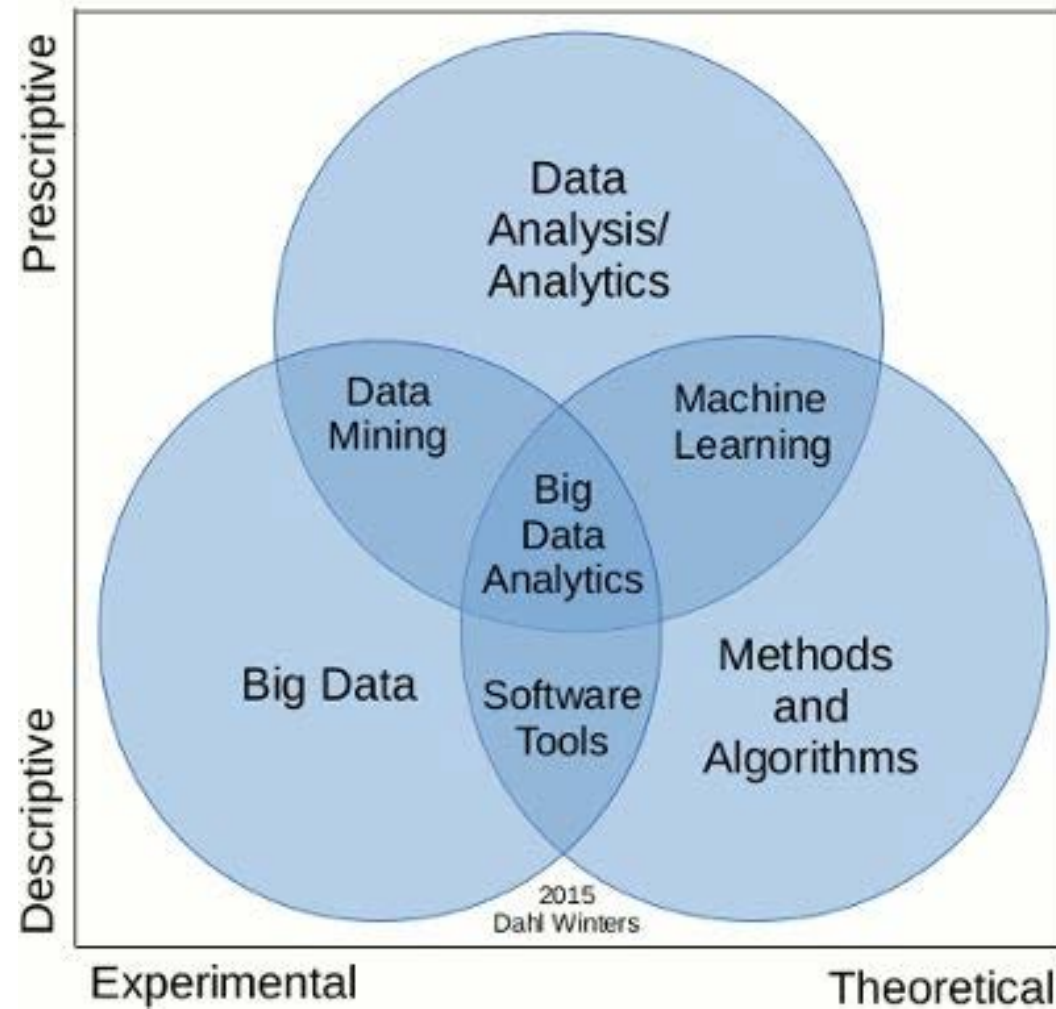 Prescriptive
Data
Analysis/
Analytics
Data
Mining
Machine
Learning
Big
Data
Analytics
Big Data
Software
Tools
Methods
and
Algorithms
Descriptive
2015
Dahl Winters
Experimental
Theoretical